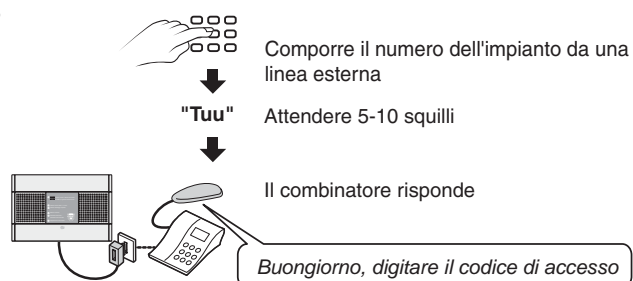 Comporre il numero dell'impianto da una
linea esterna
"Tuu"
Attendere 5-10 squilli
Il combinatore risponde
Buongiorno, digitare il codice di accesso